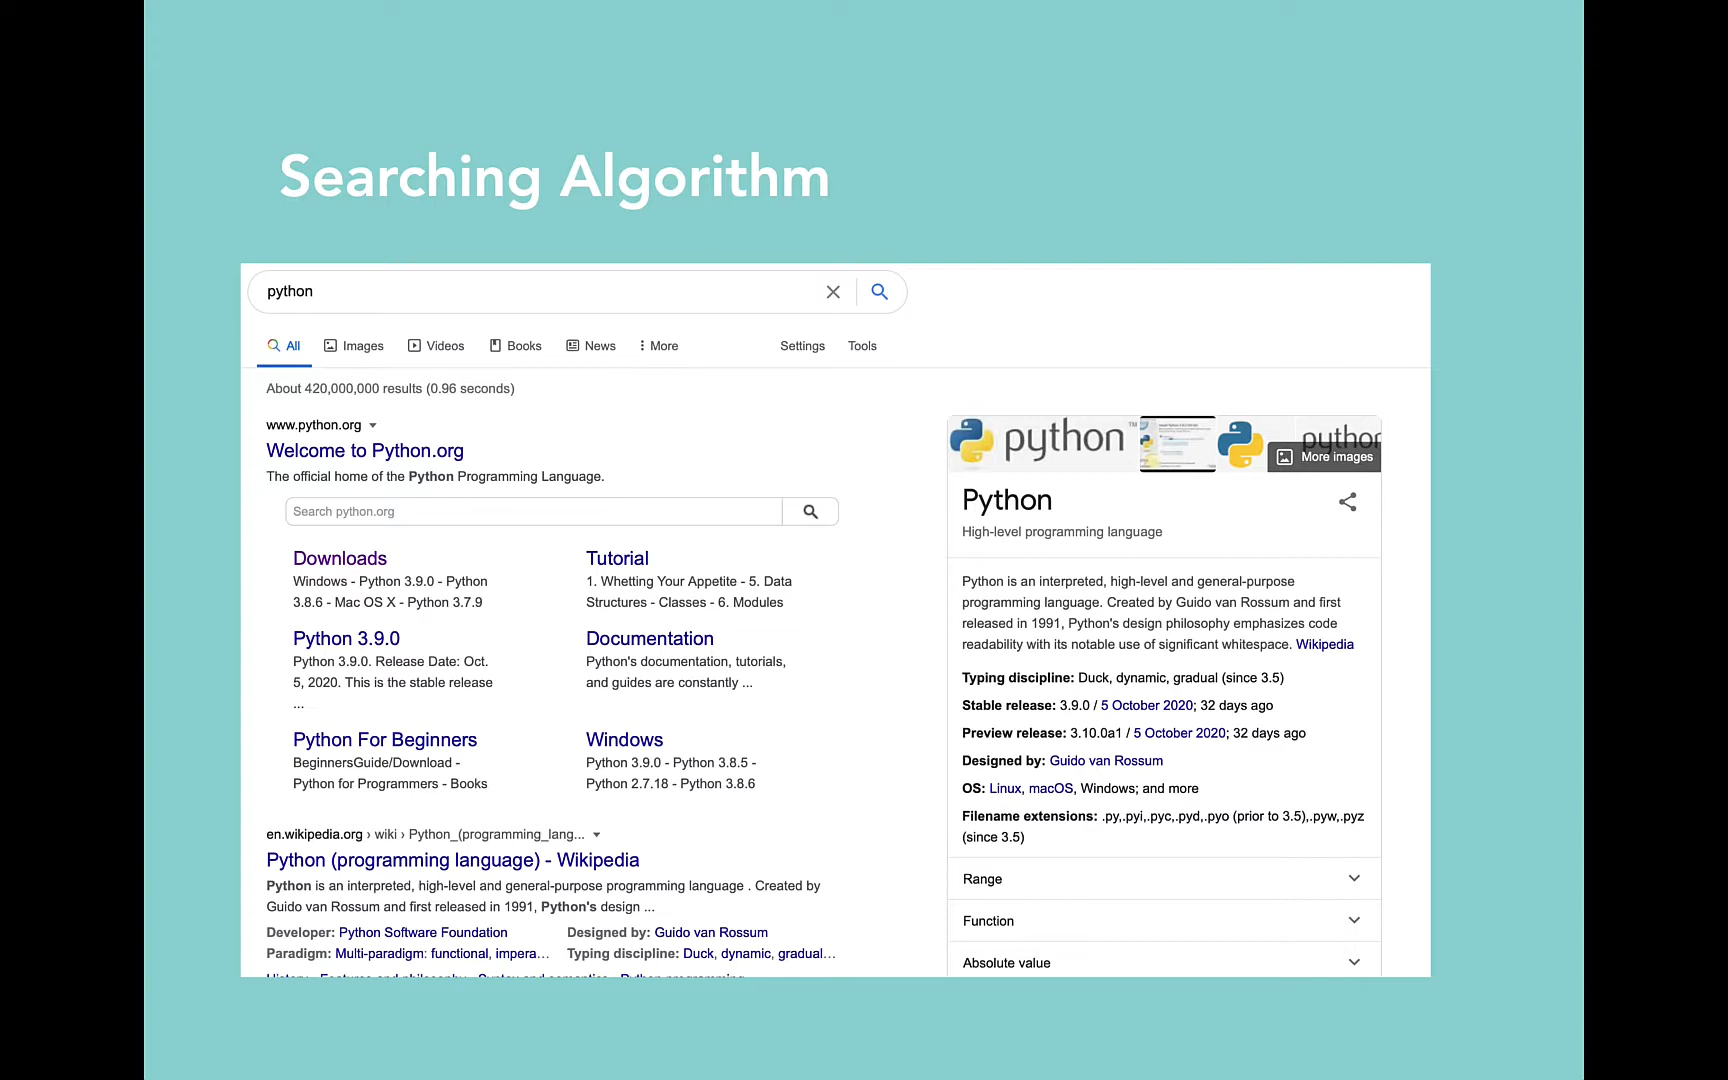 Searching Algorithm
python
All Images Videos Books News More Settings Tools
About 420,000,000 results (0.96 seconds)
www.python.org
Welcome to Python.org
The official home of the Python Programming Language.
Search python.org
Downloads
Windows - Python 3.9.0 - Python
3.8.6 - Mac OS X - Python 3.7.9
Tutorial
1. Whetting Your Appetite - 5. Data
Structures - Classes - 6. Modules
Python 3.9.0
Python 3.9.0. Release Date: Oct.
5, 2020. This is the stable release
...
Documentation
Python's documentation, tutorials,
and guides are constantly ...
Python For Beginners
BeginnersGuide/Download -
Python for Programmers - Books
Windows
Python 3.9.0 - Python 3.8.5 -
Python 2.7.18 - Python 3.8.6
en.wikipedia.org › wiki › Python_(programming_lang...
Python (programming language) - Wikipedia
Python is an interpreted, high-level and general-purpose programming language . Created by
Guido van Rossum and first released in 1991, Python's design ...
Developer: Python Software Foundation
Designed by: Guido van Rossum
Paradigm: Multi-paradigm: functional, impera...
Typing discipline: Duck, dynamic, gradual...
History · Features and philosophy · Syntax and semantics · Python programming
python™
python
More images
Python
High-level programming language
Python is an interpreted, high-level and general-purpose
programming language. Created by Guido van Rossum and first
released in 1991, Python's design philosophy emphasizes code
readability with its notable use of significant whitespace. Wikipedia
Typing discipline: Duck, dynamic, gradual (since 3.5)
Stable release: 3.9.0 / 5 October 2020; 32 days ago
Preview release: 3.10.0a1 / 5 October 2020; 32 days ago
Designed by: Guido van Rossum
OS: Linux, macOS, Windows; and more
Filename extensions: .py,.pyi,.pyc,.pyd,.pyo (prior to 3.5),.pyw,.pyz
(since 3.5)
Range
Function
Absolute value